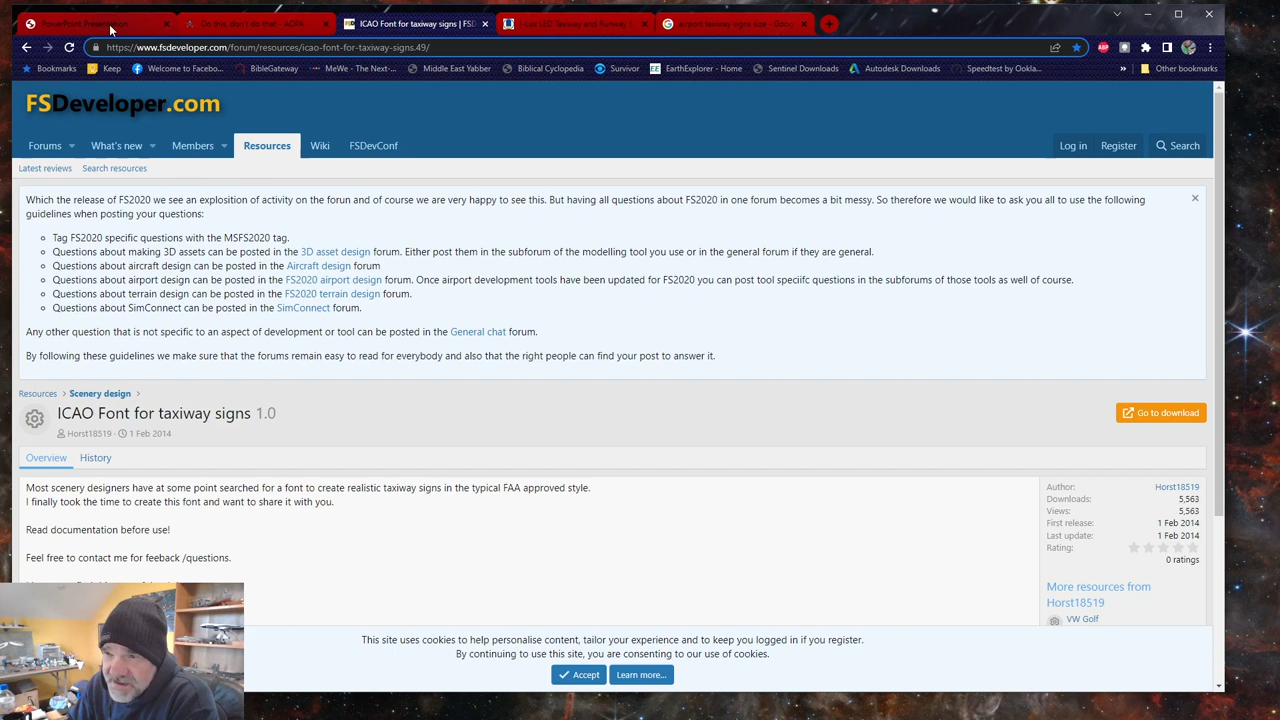 PowerPoint Presentation
Do this, don't do that - AOPA
ICAO Font for taxiway signs | FSD
L-859 LED Taxiway and Runway S
airport taxiway signs size - Goog
https://www.fsdeveloper.com/forum/resources/icao-font-for-taxiway-signs.49/
Bookmarks
Keep
Welcome to Facebo...
BibleGateway
MeWe - The Next-...
Middle East Yabber
Biblical Cyclopedia
Survivor
EarthExplorer - Home
Sentinel Downloads
Autodesk Downloads
Speedtest by Ookla...
»
Other bookmarks
FSDeveloper.com
Forums
What's new
Members
Resources
Wiki
FSDevConf
Log in
Register
Search
Latest reviews
Search resources
Which the release of FS2020 we see an explosition of activity on the forun and of course we are very happy to see this. But having all questions about FS2020 in one forum becomes a bit messy. So therefore we would like to ask you all to use the following
guidelines when posting your questions:
Tag FS2020 specific questions with the MSFS2020 tag.
Questions about making 3D assets can be posted in the 3D asset design forum. Either post them in the subforum of the modelling tool you use or in the general forum if they are general.
Questions about aircraft design can be posted in the Aircraft design forum
Questions about airport design can be posted in the FS2020 airport design forum. Once airport development tools have been updated for FS2020 you can post tool speciifc questions in the subforums of those tools as well of course.
Questions about terrain design can be posted in the FS2020 terrain design forum.
Questions about SimConnect can be posted in the SimConnect forum.
Any other question that is not specific to an aspect of development or tool can be posted in the General chat forum.
By following these guidelines we make sure that the forums remain easy to read for everybody and also that the right people can find your post to answer it.
Resources > Scenery design >
ICAO Font for taxiway signs 1.0
Horst18519 1 Feb 2014
Go to download
Overview
History
Most scenery designers have at some point searched for a font to create realistic taxiway signs in the typical FAA approved style.
I finally took the time to create this font and want to share it with you.
Read documentation before use!
Feel free to contact me for feeback /questions.
Author: Horst18519
Downloads: 5,563
Views: 5,563
First release: 1 Feb 2014
Last update: 1 Feb 2014
Rating:
0 ratings
More resources from
Horst18519
VW Golf
This site uses cookies to help personalise content, tailor your experience and to keep you logged in if you register.
By continuing to use this site, you are consenting to our use of cookies.
Accept
Learn more...